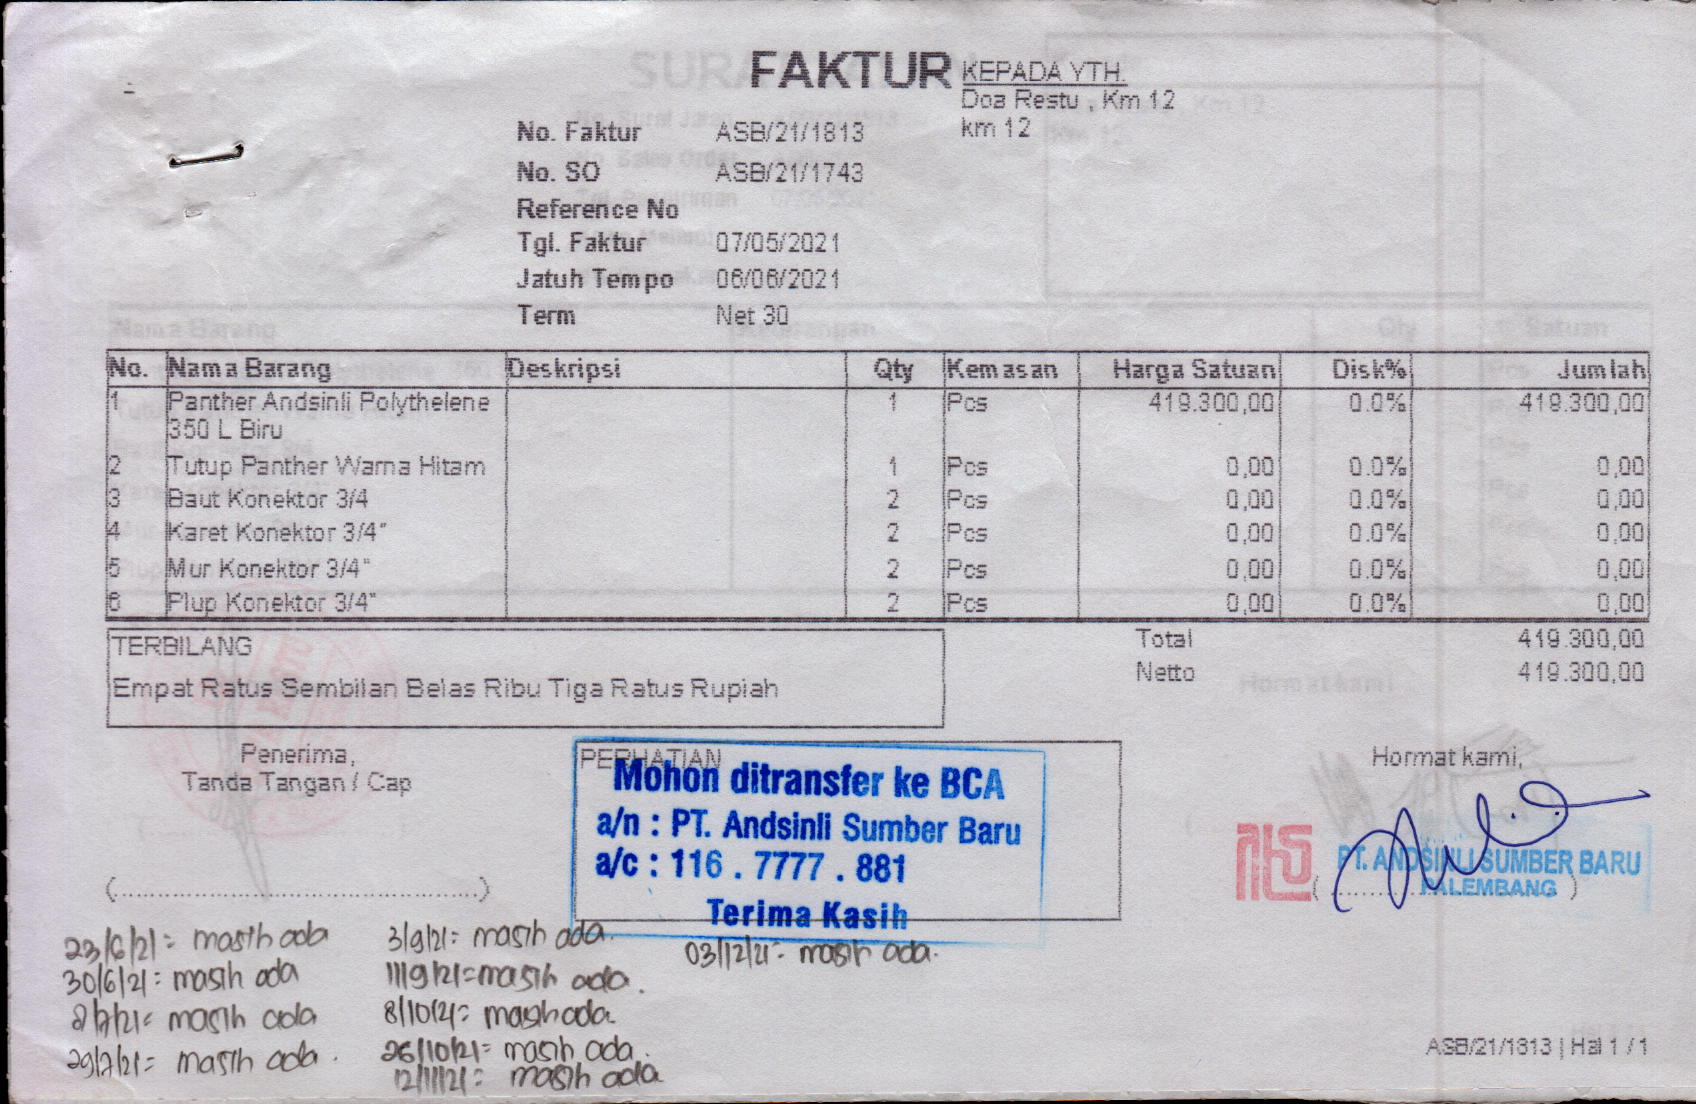 FAKTUR
KEPADA YTH.
Doa Restu , Km 12
km 12
No. Faktur ASB/21/1813
No. SO ASB/21/1743
Reference No
Tgl. Faktur 07/05/2021
Jatuh Tempo 06/06/2021
Term Net 30
No. Nama Barang Deskripsi Qty Kemasan Harga Satuan Disk% Jumlah
1 Panther Andsinli Polythelene 1 Pcs 419.300,00 0.0% 419.300,00
350 L Biru
2 Tutup Panther Warna Hitam 1 Pcs 0,00 0.0% 0,00
3 Baut Konektor 3/4 2 Pcs 0,00 0.0% 0,00
4 Karet Konektor 3/4" 2 Pcs 0,00 0.0% 0,00
5 Mur Konektor 3/4" 2 Pcs 0,00 0.0% 0,00
6 Plup Konektor 3/4" 2 Pcs 0,00 0.0% 0,00
TERBILANG
Empat Ratus Sembilan Belas Ribu Tiga Ratus Rupiah
Total 419.300,00
Netto 419.300,00
Penerima,
Tanda Tangan / Cap
PERHATIAN
Mohon ditransfer ke BCA
a/n : PT. Andsinli Sumber Baru
a/c : 116 . 7777 . 881
Terima Kasih
Hormat kami,
PT. ANDSINLI SUMBER BARU
PALEMBANG
23/6/21= masih ada
30/6/21= masih ada
masih ada
29/7/21= masih ada.
3/9/21= masih ada.
11/9/21=masih ada.
8/10/21= masih ada.
26/10/21= masih ada.
12/11/21= masih ada
03/12/21= masih ada.
ASB/21/1813 | Hal 1 / 1